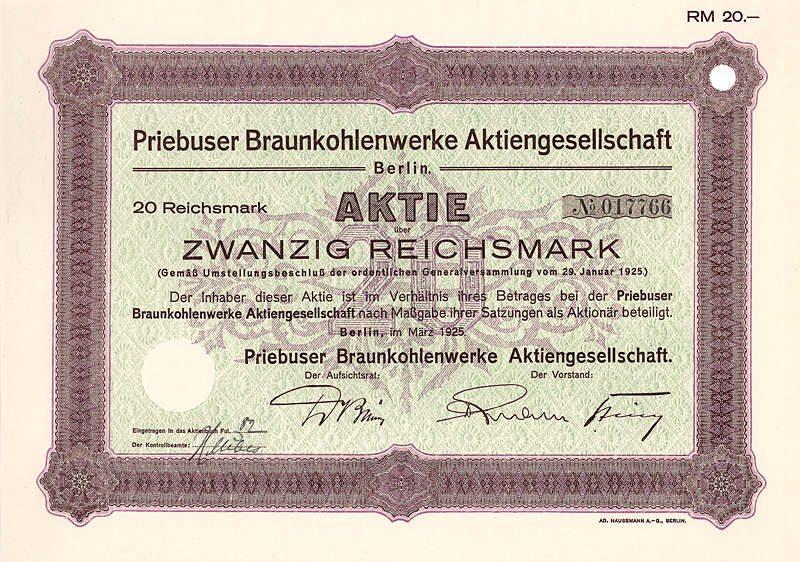 RM 20.—
Priebuser Braunkohlenwerke Aktiengesellschaft
Berlin.
20 Reichsmark
AKTIE
№ 017766
über
ZWANZIG REICHSMARK
(Gemäß Umstellungsbeschluß der ordentlichen Generalversammlung vom 29. Januar 1925.)
Der Inhaber dieser Aktie ist im Verhältnis ihres Betrages bei der Priebuser
Braunkohlenwerke Aktiengesellschaft nach Maßgabe ihrer Satzungen als Aktionär beteiligt.
Berlin, im März 1925.
Priebuser Braunkohlenwerke Aktiengesellschaft.
Der Aufsichtsrat:
Der Vorstand:
Eingetragen in das Aktienbuch Fol.
Der Kontrollbeamte:
AD. HAUSSMANN A.-G., BERLIN.
20